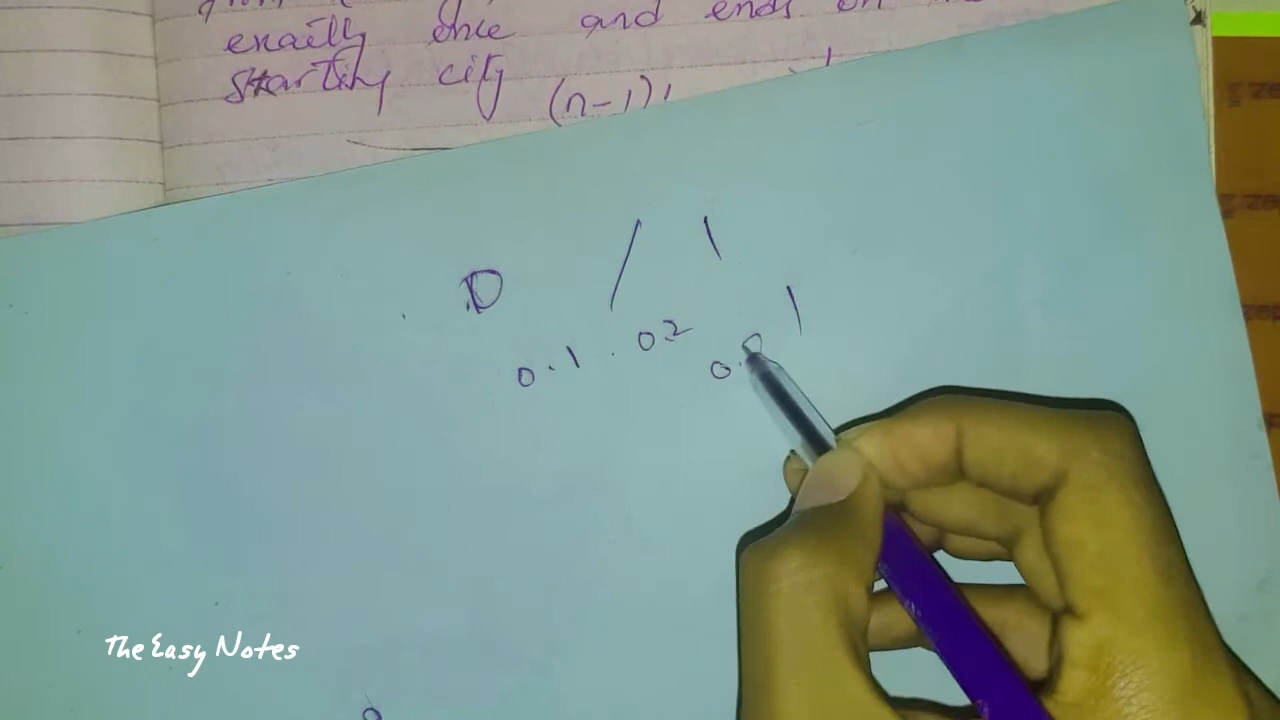 exactly once and ends on
starting city
(n-1)!
0 / \
\
0.1 . 0.2
The Easy Notes